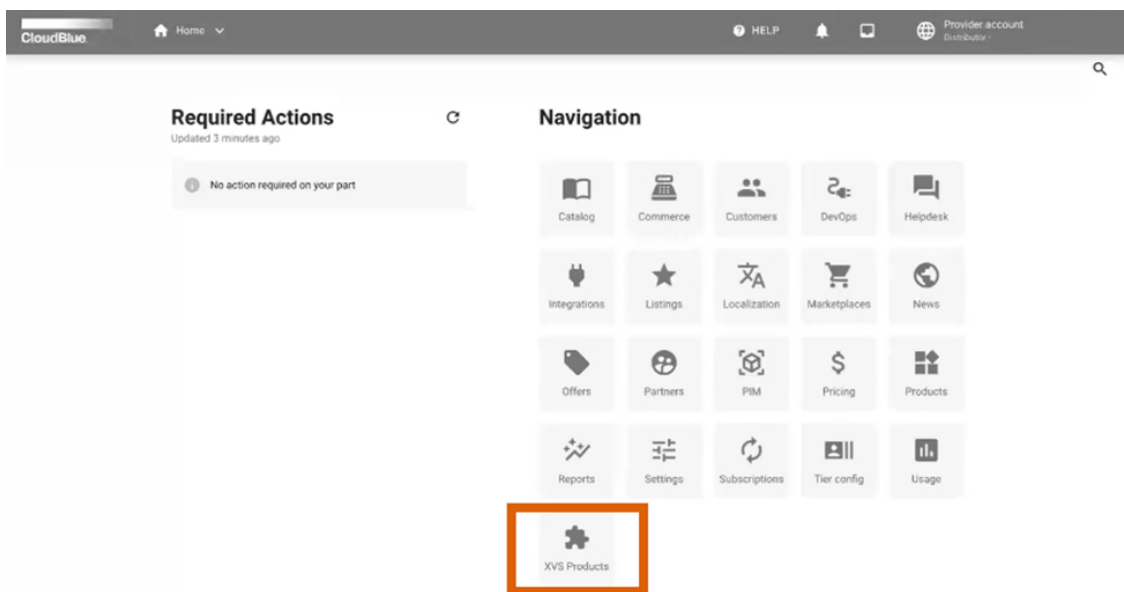 CloudBlue
Home
HELP
Provider account
Distributor
Required Actions
Updated 3 minutes ago
No action required on your part
Navigation
Catalog
Commerce
Customers
DevOps
Helpdesk
Integrations
Listings
Localization
Marketplaces
News
Offers
Partners
PIM
Pricing
Products
Reports
Settings
Subscriptions
Tier config
Usage
XVS Products